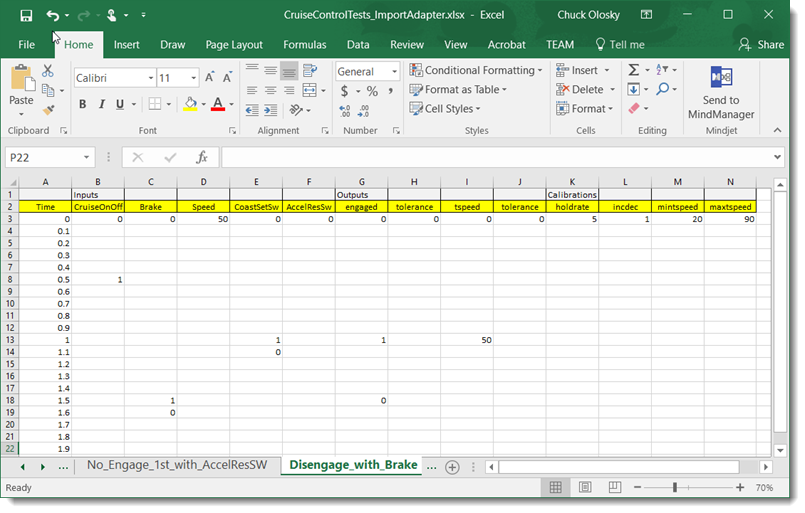 CruiseControlTests_ImportAdapter.xlsx - Excel Chuck Olosky
File Home Insert Draw Page Layout Formulas Data Review View Acrobat TEAM Tell me Share
Paste
Calibri 11 A A
B I U A
General
$ % ,
.00 .00
Conditional Formatting
Format as Table
Cell Styles
Insert
Delete
Format
Send to
MindManager
Clipboard Font Alignment Number Styles Cells Editing Mindjet
P22 fx
A B C D E F G H I J K L M N
1 Inputs Outputs Calibrations
2 Time CruiseOnOff Brake Speed CoastSetSw AccelResSw engaged tolerance tspeed tolerance holdrate incdec mintspeed maxtspeed
3 0 0 0 50 0 0 0 0 0 0 5 1 20 90
4 0.1
5 0.2
6 0.3
7 0.4
8 0.5 1
9 0.6
10 0.7
11 0.8
12 0.9
13 1 1 1 50
14 1.1 0
15 1.2
16 1.3
17 1.4
18 1.5 1 0
19 1.6 0
20 1.7
21 1.8
22 1.9
... No_Engage_1st_with_AccelResSW Disengage_with_Brake ...
Ready 70%